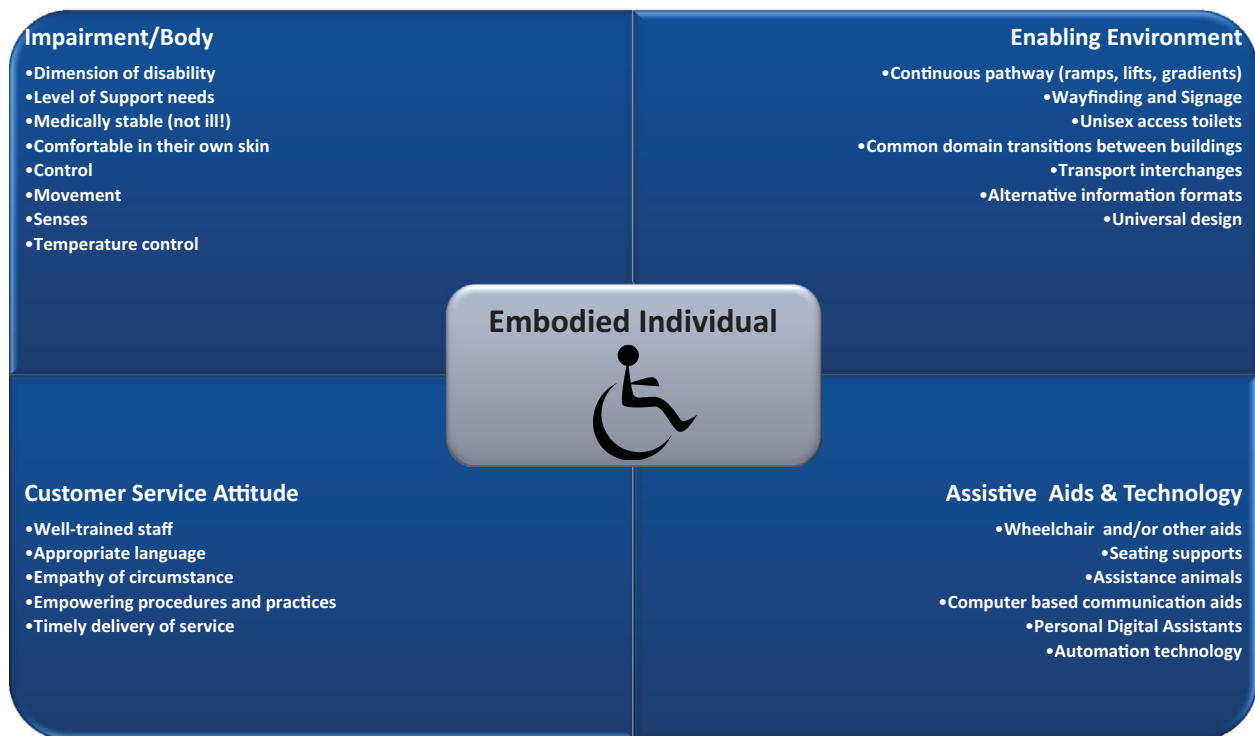 Impairment/Body
•Dimension of disability
•Level of Support needs
•Medically stable (not ill!)
•Comfortable in their own skin
•Control
•Movement
•Senses
•Temperature control
Enabling Environment
•Continuous pathway (ramps, lifts, gradients)
•Wayfinding and Signage
•Unisex access toilets
•Common domain transitions between buildings
•Transport interchanges
•Alternative information formats
•Universal design
Embodied Individual
Customer Service Attitude
•Well-trained staff
•Appropriate language
•Empathy of circumstance
•Empowering procedures and practices
•Timely delivery of service
Assistive Aids & Technology
•Wheelchair and/or other aids
•Seating supports
•Assistance animals
•Computer based communication aids
•Personal Digital Assistants
•Automation technology